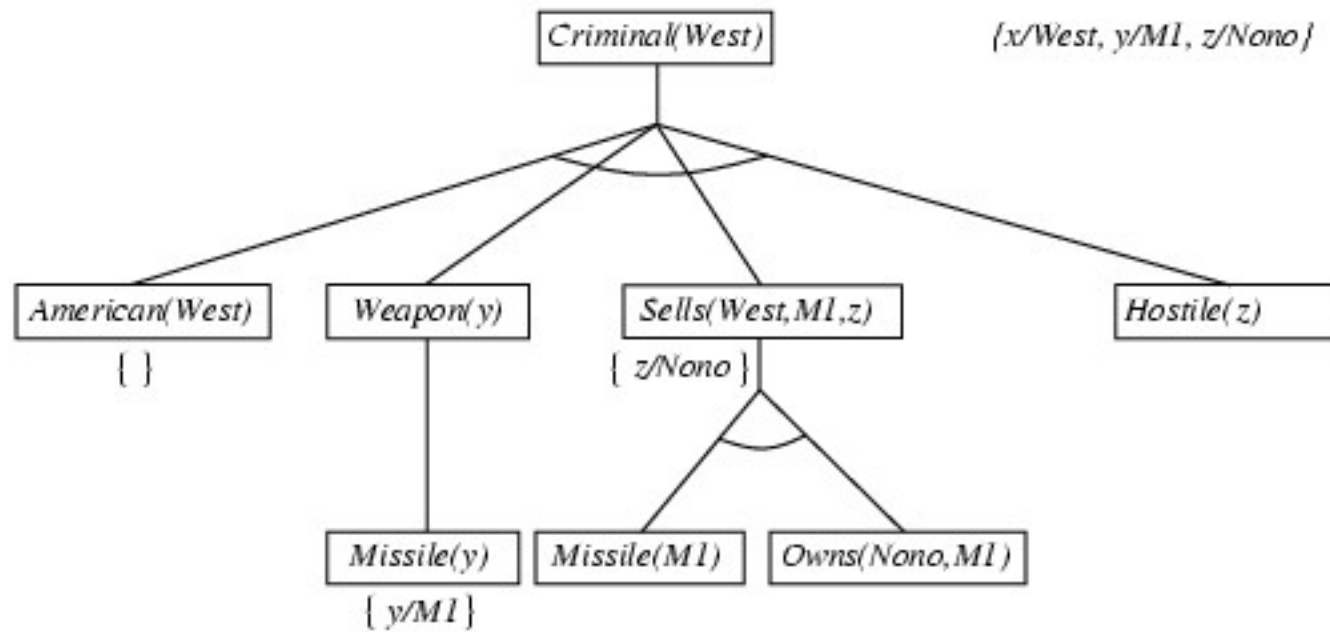 Criminal(West)
{x/West, y/M1, z/Nono}
American(West)
Weapon(y)
Sells(West,M1,z)
Hostile(z)
{ }
{ z/Nono }
Missile(y)
Missile(M1)
Owns(Nono,M1)
{ y/M1 }